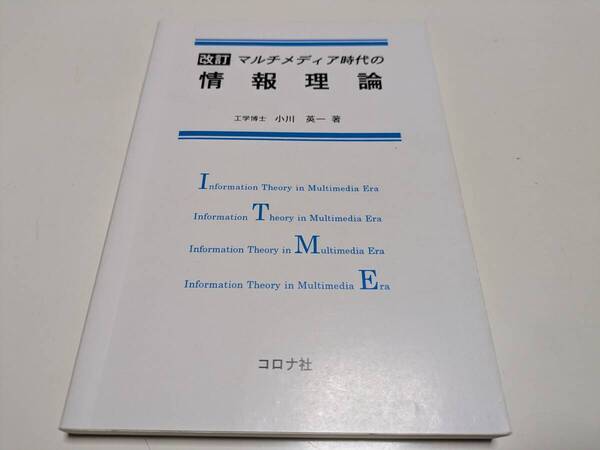 改訂 マルチメディア時代の
情報理論
工学博士 小川 英一 著
Information Theory in Multimedia Era
Information Theory in Multimedia Era
Information Theory in Multimedia Era
Information Theory in Multimedia Era
コロナ社